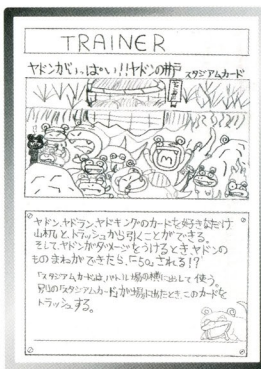 TRAINER
ヤドンがいっぱい!!ヤドンの井戸
スタジアムカード
ヤドン、ヤドラン、ヤドキングのカードを好きなだけ
山札と、トラッシュから引くことができる。
そして、ヤドンがダメージをうけるとき ヤドンの
ものまねができたら、「-50」される!?
「スタジアムカード」は、バトル場の横に出して使う。
別の「スタジアムカード」が場に出たとき、このカードを
トラッシュする。